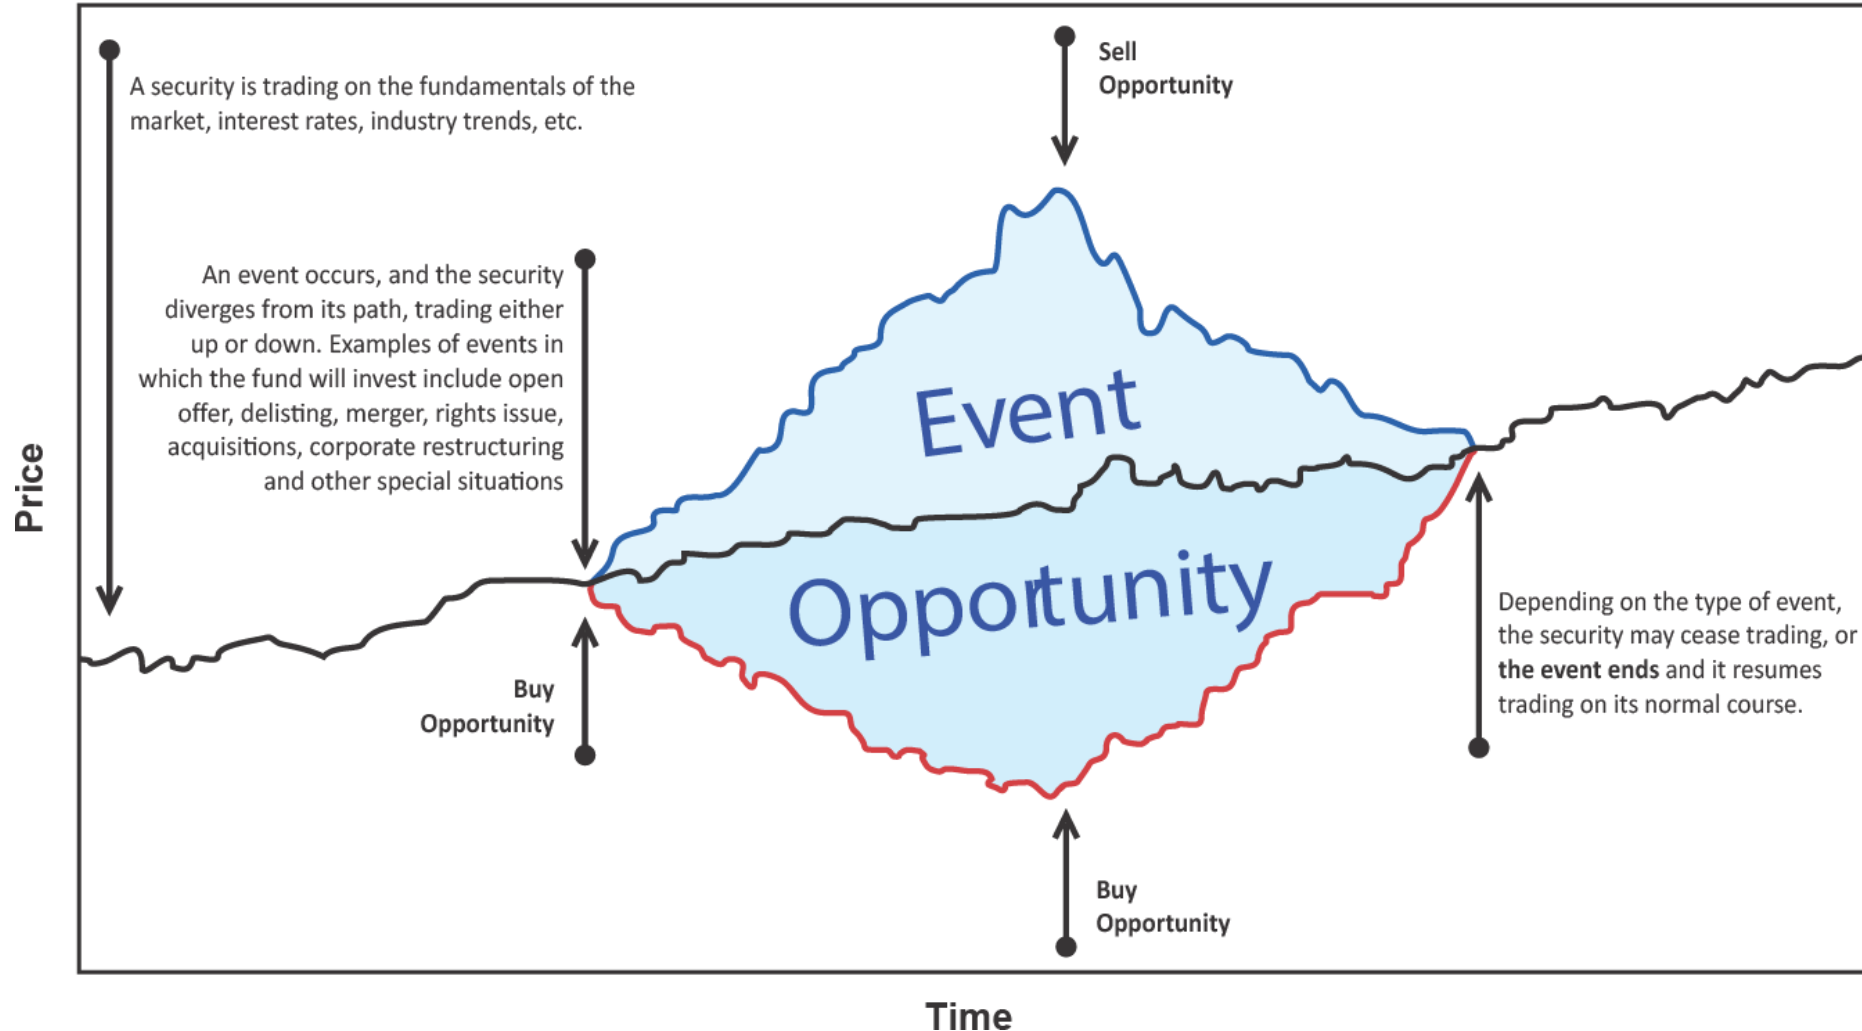 A security is trading on the fundamentals of the
market, interest rates, industry trends, etc.
Sell
Opportunity
An event occurs, and the security
diverges from its path, trading either
up or down. Examples of events in
which the fund will invest include open
offer, delisting, merger, rights issue,
acquisitions, corporate restructuring
and other special situations
Event
Opportunity
Price
Buy
Opportunity
Depending on the type of event,
the security may cease trading, or
the event ends and it resumes
trading on its normal course.
Buy
Opportunity
Time